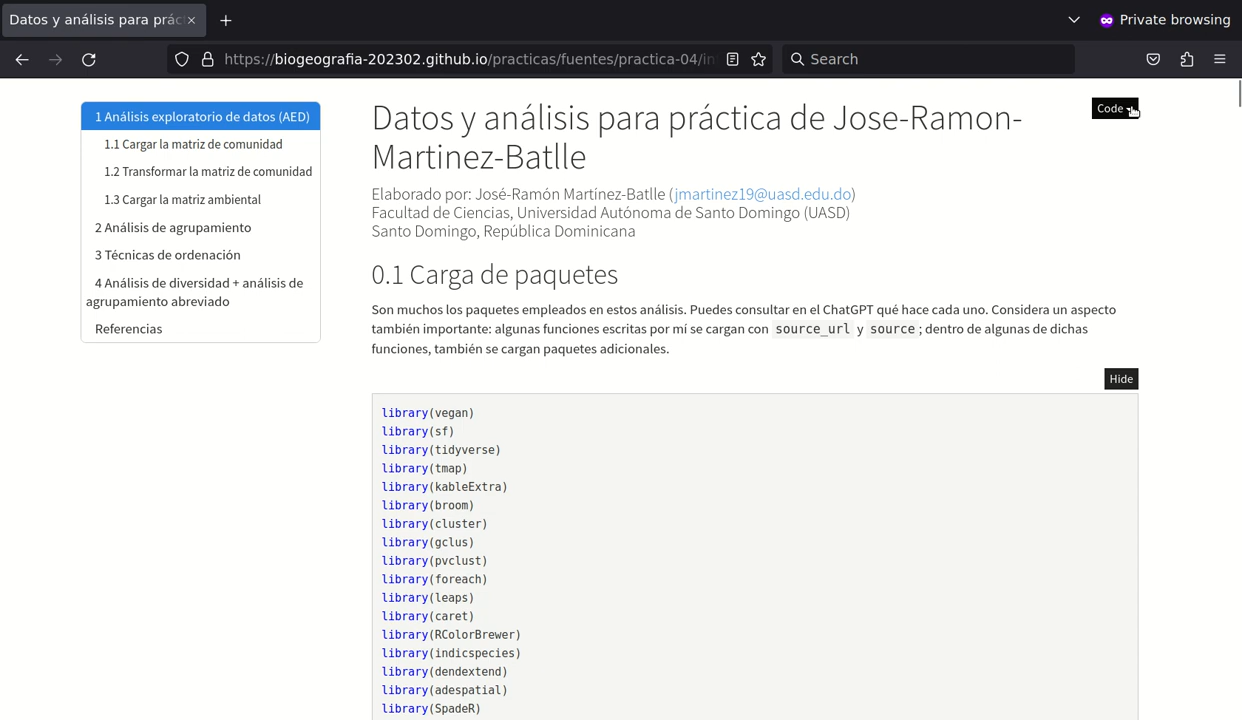 Datos y análisis para prác
Private browsing
https://biogeografia-202302.github.io/practicas/fuentes/practica-04/in
Search
1 Análisis exploratorio de datos (AED)
1.1 Cargar la matriz de comunidad
1.2 Transformar la matriz de comunidad
1.3 Cargar la matriz ambiental
2 Análisis de agrupamiento
3 Técnicas de ordenación
4 Análisis de diversidad + análisis de
agrupamiento abreviado
Referencias
Code
Datos y análisis para práctica de Jose-Ramon-
Martinez-Batlle
Elaborado por: José-Ramón Martínez-Batlle (jmartinez19@uasd.edu.do)
Facultad de Ciencias, Universidad Autónoma de Santo Domingo (UASD)
Santo Domingo, República Dominicana
0.1 Carga de paquetes
Son muchos los paquetes empleados en estos análisis. Puedes consultar en el ChatGPT qué hace cada uno. Considera un aspecto
también importante: algunas funciones escritas por mí se cargan con source_url y source; dentro de algunas de dichas
funciones, también se cargan paquetes adicionales.
Hide
library(vegan)
library(sf)
library(tidyverse)
library(tmap)
library(kableExtra)
library(broom)
library(cluster)
library(gclus)
library(pvclust)
library(foreach)
library(leaps)
library(caret)
library(RColorBrewer)
library(indicspecies)
library(dendextend)
library(adespatial)
library(SpadeR)